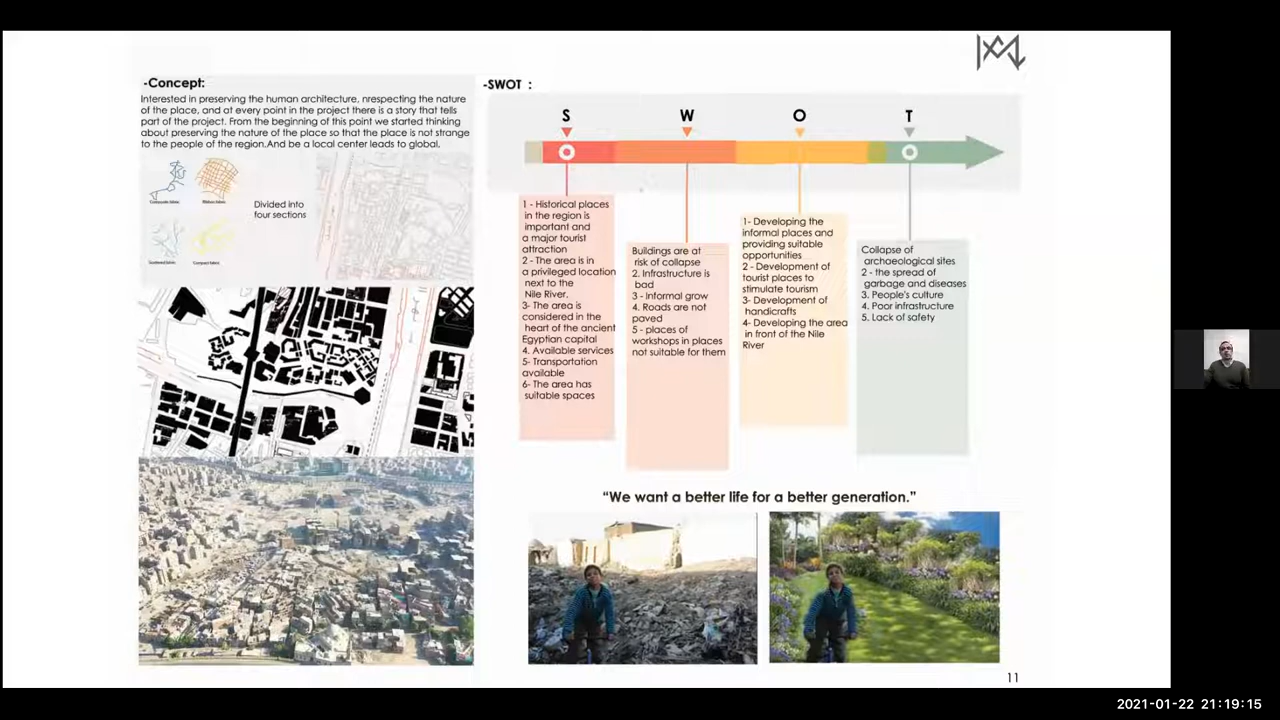 -Concept:
Interested in preserving the human architecture, nrespecting the nature
of the place, and at every point in the project there is a story that tells
part of the project. From the beginning of this point we started thinking
about preserving the nature of the place so that the place is not strange
to the people of the region.And be a local center leads to global.
Divided into
four sections
-SWOT :
S
W
O
T
1 - Historical places
in the region is
important and
a major tourist
attraction
2 - The area is in
a privileged location
next to the
Nile River.
3- The area is
considered in the
heart of the ancient
Egyptian capital
4. Available services
5- Transportation
available
6- The area has
suitable spaces
Buildings are at
risk of collapse
2. Infrastructure is
bad
3 - Informal grow
4. Roads are not
paved
5 - places of
workshops in places
not suitable for them
1- Developing the
informal places and
providing suitable
opportunities
2 - Development of
tourist places to
stimulate tourism
3- Development of
handicrafts
4- Developing the area
in front of the Nile
River
Collapse of
archaeological sites
2 - the spread of
garbage and diseases
3. People's culture
4. Poor infrastructure
5. Lack of safety
“We want a better life for a better generation.”
11
2021-01-22 21:19:15